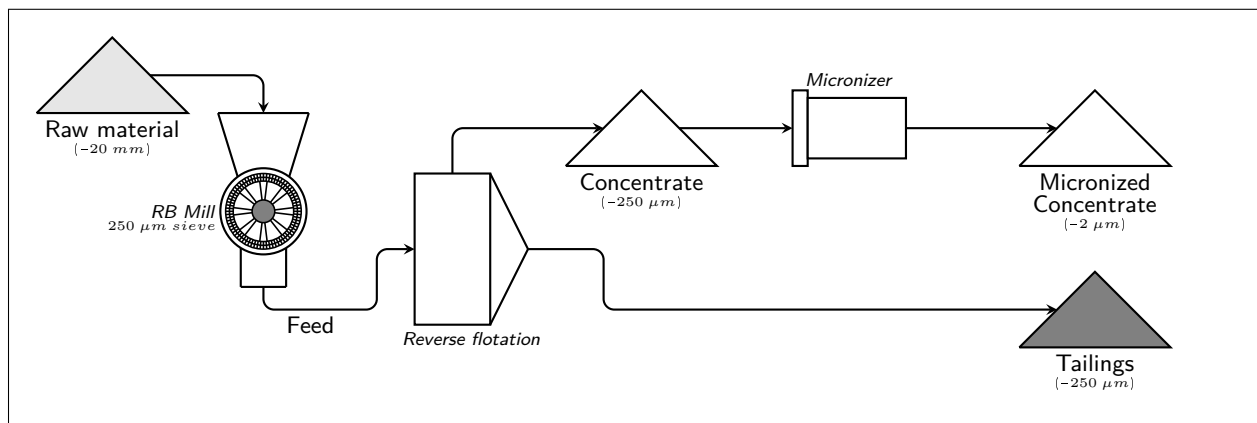 Raw material
(-20 mm)
RB Mill
250 μm sieve
Feed
Reverse flotation
Concentrate
(-250 μm)
Micronizer
Micronized
Concentrate
(-2 μm)
Tailings
(-250 μm)